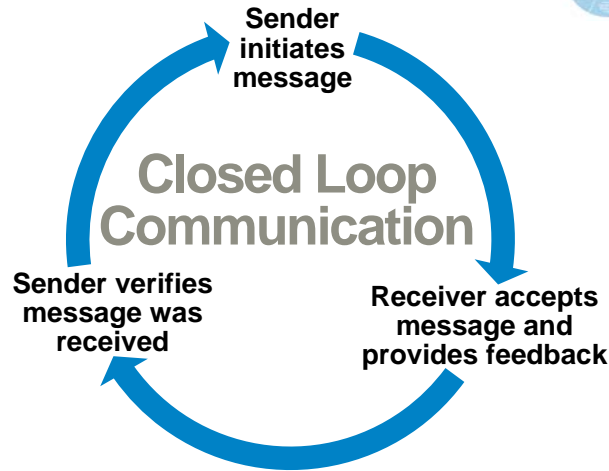 Sender
initiates
message
Closed Loop
Communication
Receiver accepts
message and
provides feedback
Sender verifies
message was
received